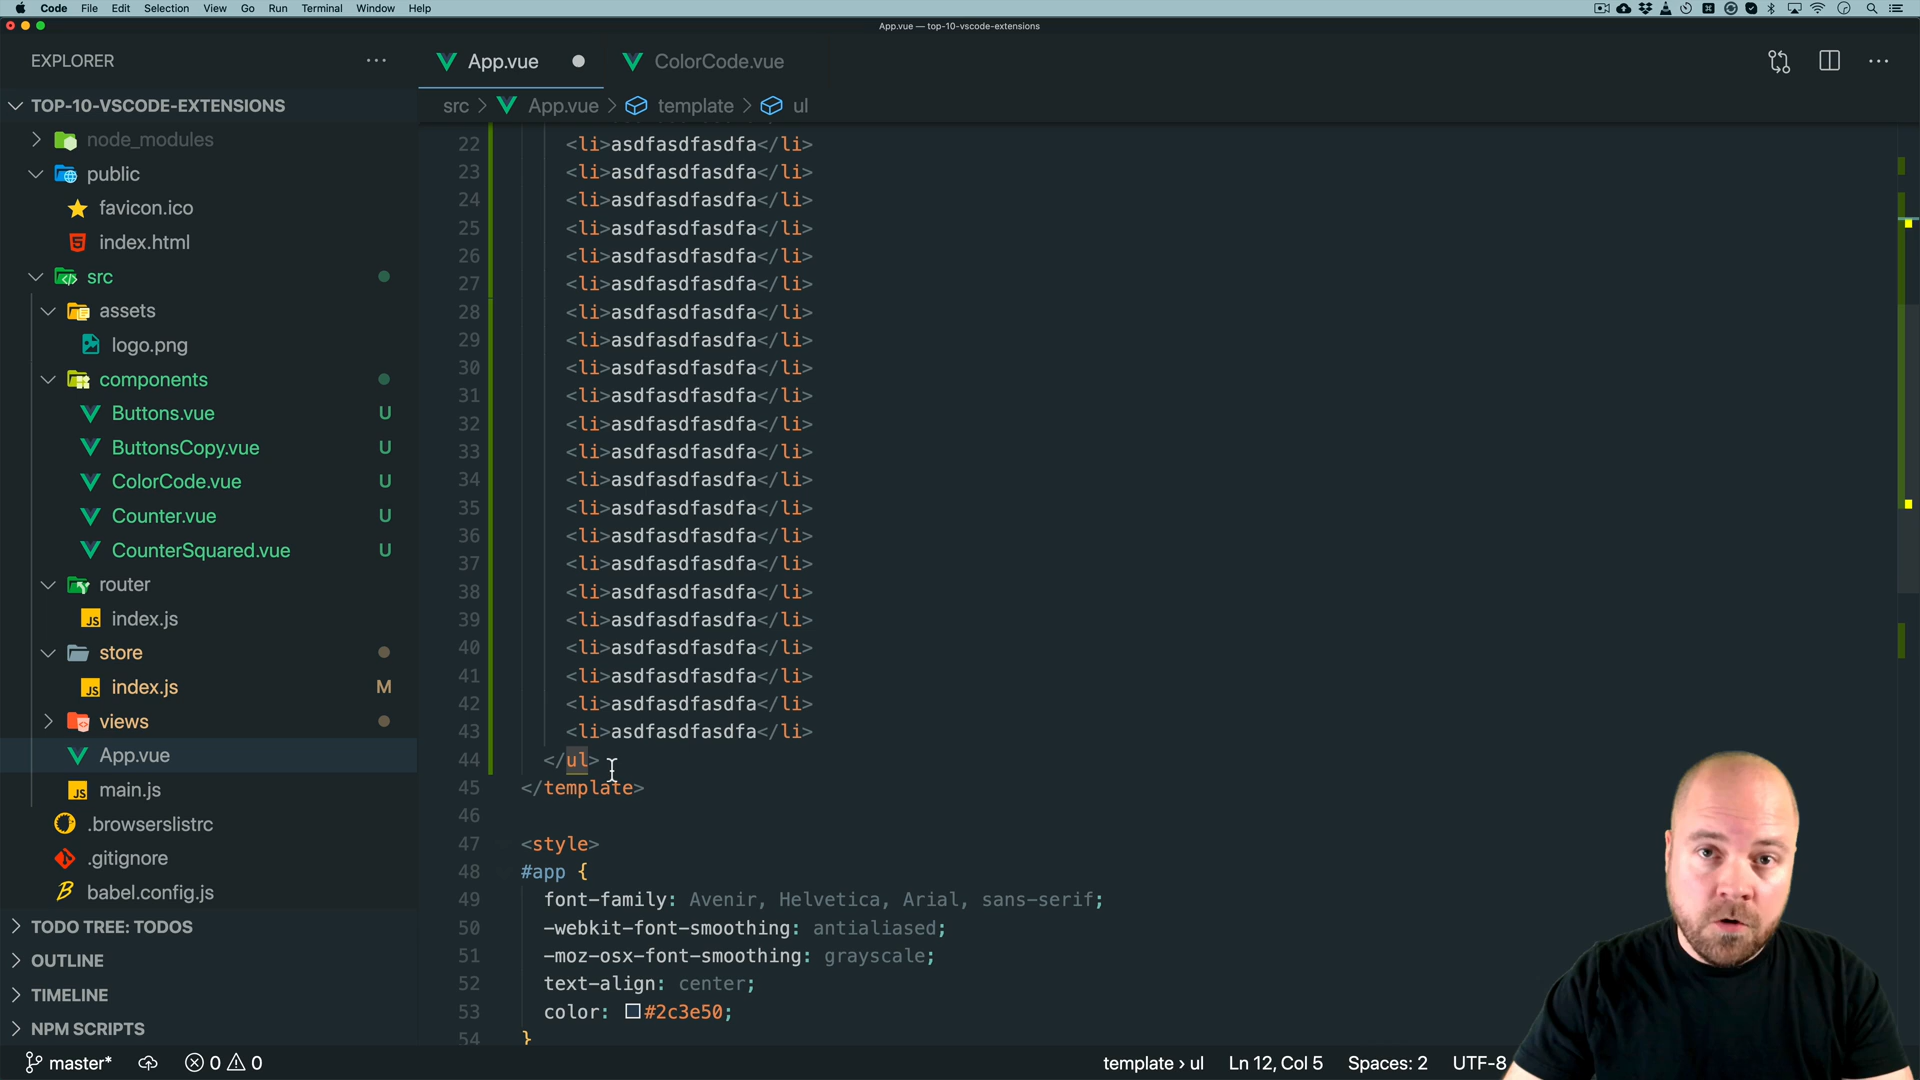 Code File Edit Selection View Go Run Terminal Window Help
App.vue — top-10-vscode-extensions
EXPLORER
App.vue
ColorCode.vue
src > App.vue > template > ul
TOP-10-VSCODE-EXTENSIONS
node_modules
public
favicon.ico
index.html
src
assets
logo.png
components
Buttons.vue U
ButtonsCopy.vue U
ColorCode.vue U
Counter.vue U
CounterSquared.vue U
router
index.js
store
index.js M
views
App.vue
main.js
.browserslistrc
.gitignore
babel.config.js
TODO TREE: TODOS
OUTLINE
TIMELINE
NPM SCRIPTS
22 <li>asdfasdfasdfa</li>
23 <li>asdfasdfasdfa</li>
24 <li>asdfasdfasdfa</li>
25 <li>asdfasdfasdfa</li>
26 <li>asdfasdfasdfa</li>
27 <li>asdfasdfasdfa</li>
28 <li>asdfasdfasdfa</li>
29 <li>asdfasdfasdfa</li>
30 <li>asdfasdfasdfa</li>
31 <li>asdfasdfasdfa</li>
32 <li>asdfasdfasdfa</li>
33 <li>asdfasdfasdfa</li>
34 <li>asdfasdfasdfa</li>
35 <li>asdfasdfasdfa</li>
36 <li>asdfasdfasdfa</li>
37 <li>asdfasdfasdfa</li>
38 <li>asdfasdfasdfa</li>
39 <li>asdfasdfasdfa</li>
40 <li>asdfasdfasdfa</li>
41 <li>asdfasdfasdfa</li>
42 <li>asdfasdfasdfa</li>
43 <li>asdfasdfasdfa</li>
44 </ul>
45 </template>
46
47 <style>
48 #app {
49 font-family: Avenir, Helvetica, Arial, sans-serif;
50 -webkit-font-smoothing: antialiased;
51 -moz-osx-font-smoothing: grayscale;
52 text-align: center;
53 color: #2c3e50;
54 }
master* 0 0 template › ul Ln 12, Col 5 Spaces: 2 UTF-8